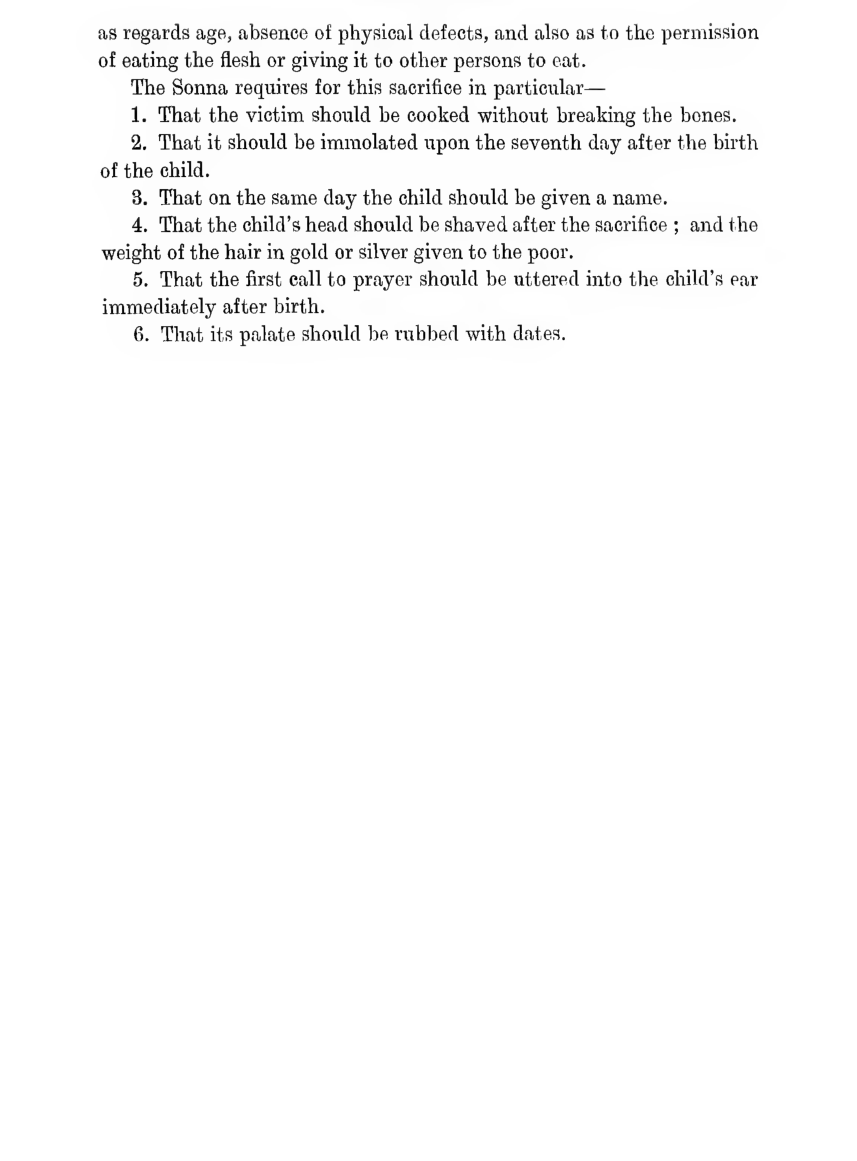 as regards age, absence of physical defects, and also as to the permission
of eating the flesh or giving it to other persons to eat.
The Sonna requires for this sacrifice in particular—
1. That the victim should be cooked without breaking the bones.
2. That it should be immolated upon the seventh day after the birth
of the child.
3. That on the same day the child should be given a name.
4. That the child's head should be shaved after the sacrifice ; and the
weight of the hair in gold or silver given to the poor.
5. That the first call to prayer should be uttered into the child's ear
immediately after birth.
6. That its palate should be rubbed with dates.